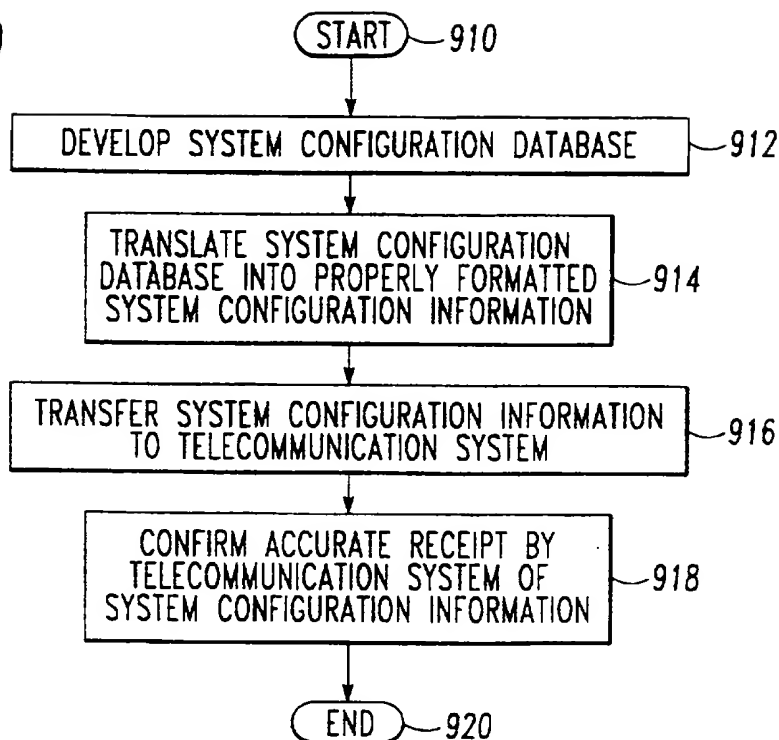 START 910
DEVELOP SYSTEM CONFIGURATION DATABASE 912
TRANSLATE SYSTEM CONFIGURATION
DATABASE INTO PROPERLY FORMATTED 914
SYSTEM CONFIGURATION INFORMATION
TRANSFER SYSTEM CONFIGURATION INFORMATION
TO TELECOMMUNICATION SYSTEM 916
CONFIRM ACCURATE RECEIPT BY
TELECOMMUNICATION SYSTEM OF 918
SYSTEM CONFIGURATION INFORMATION
END 920